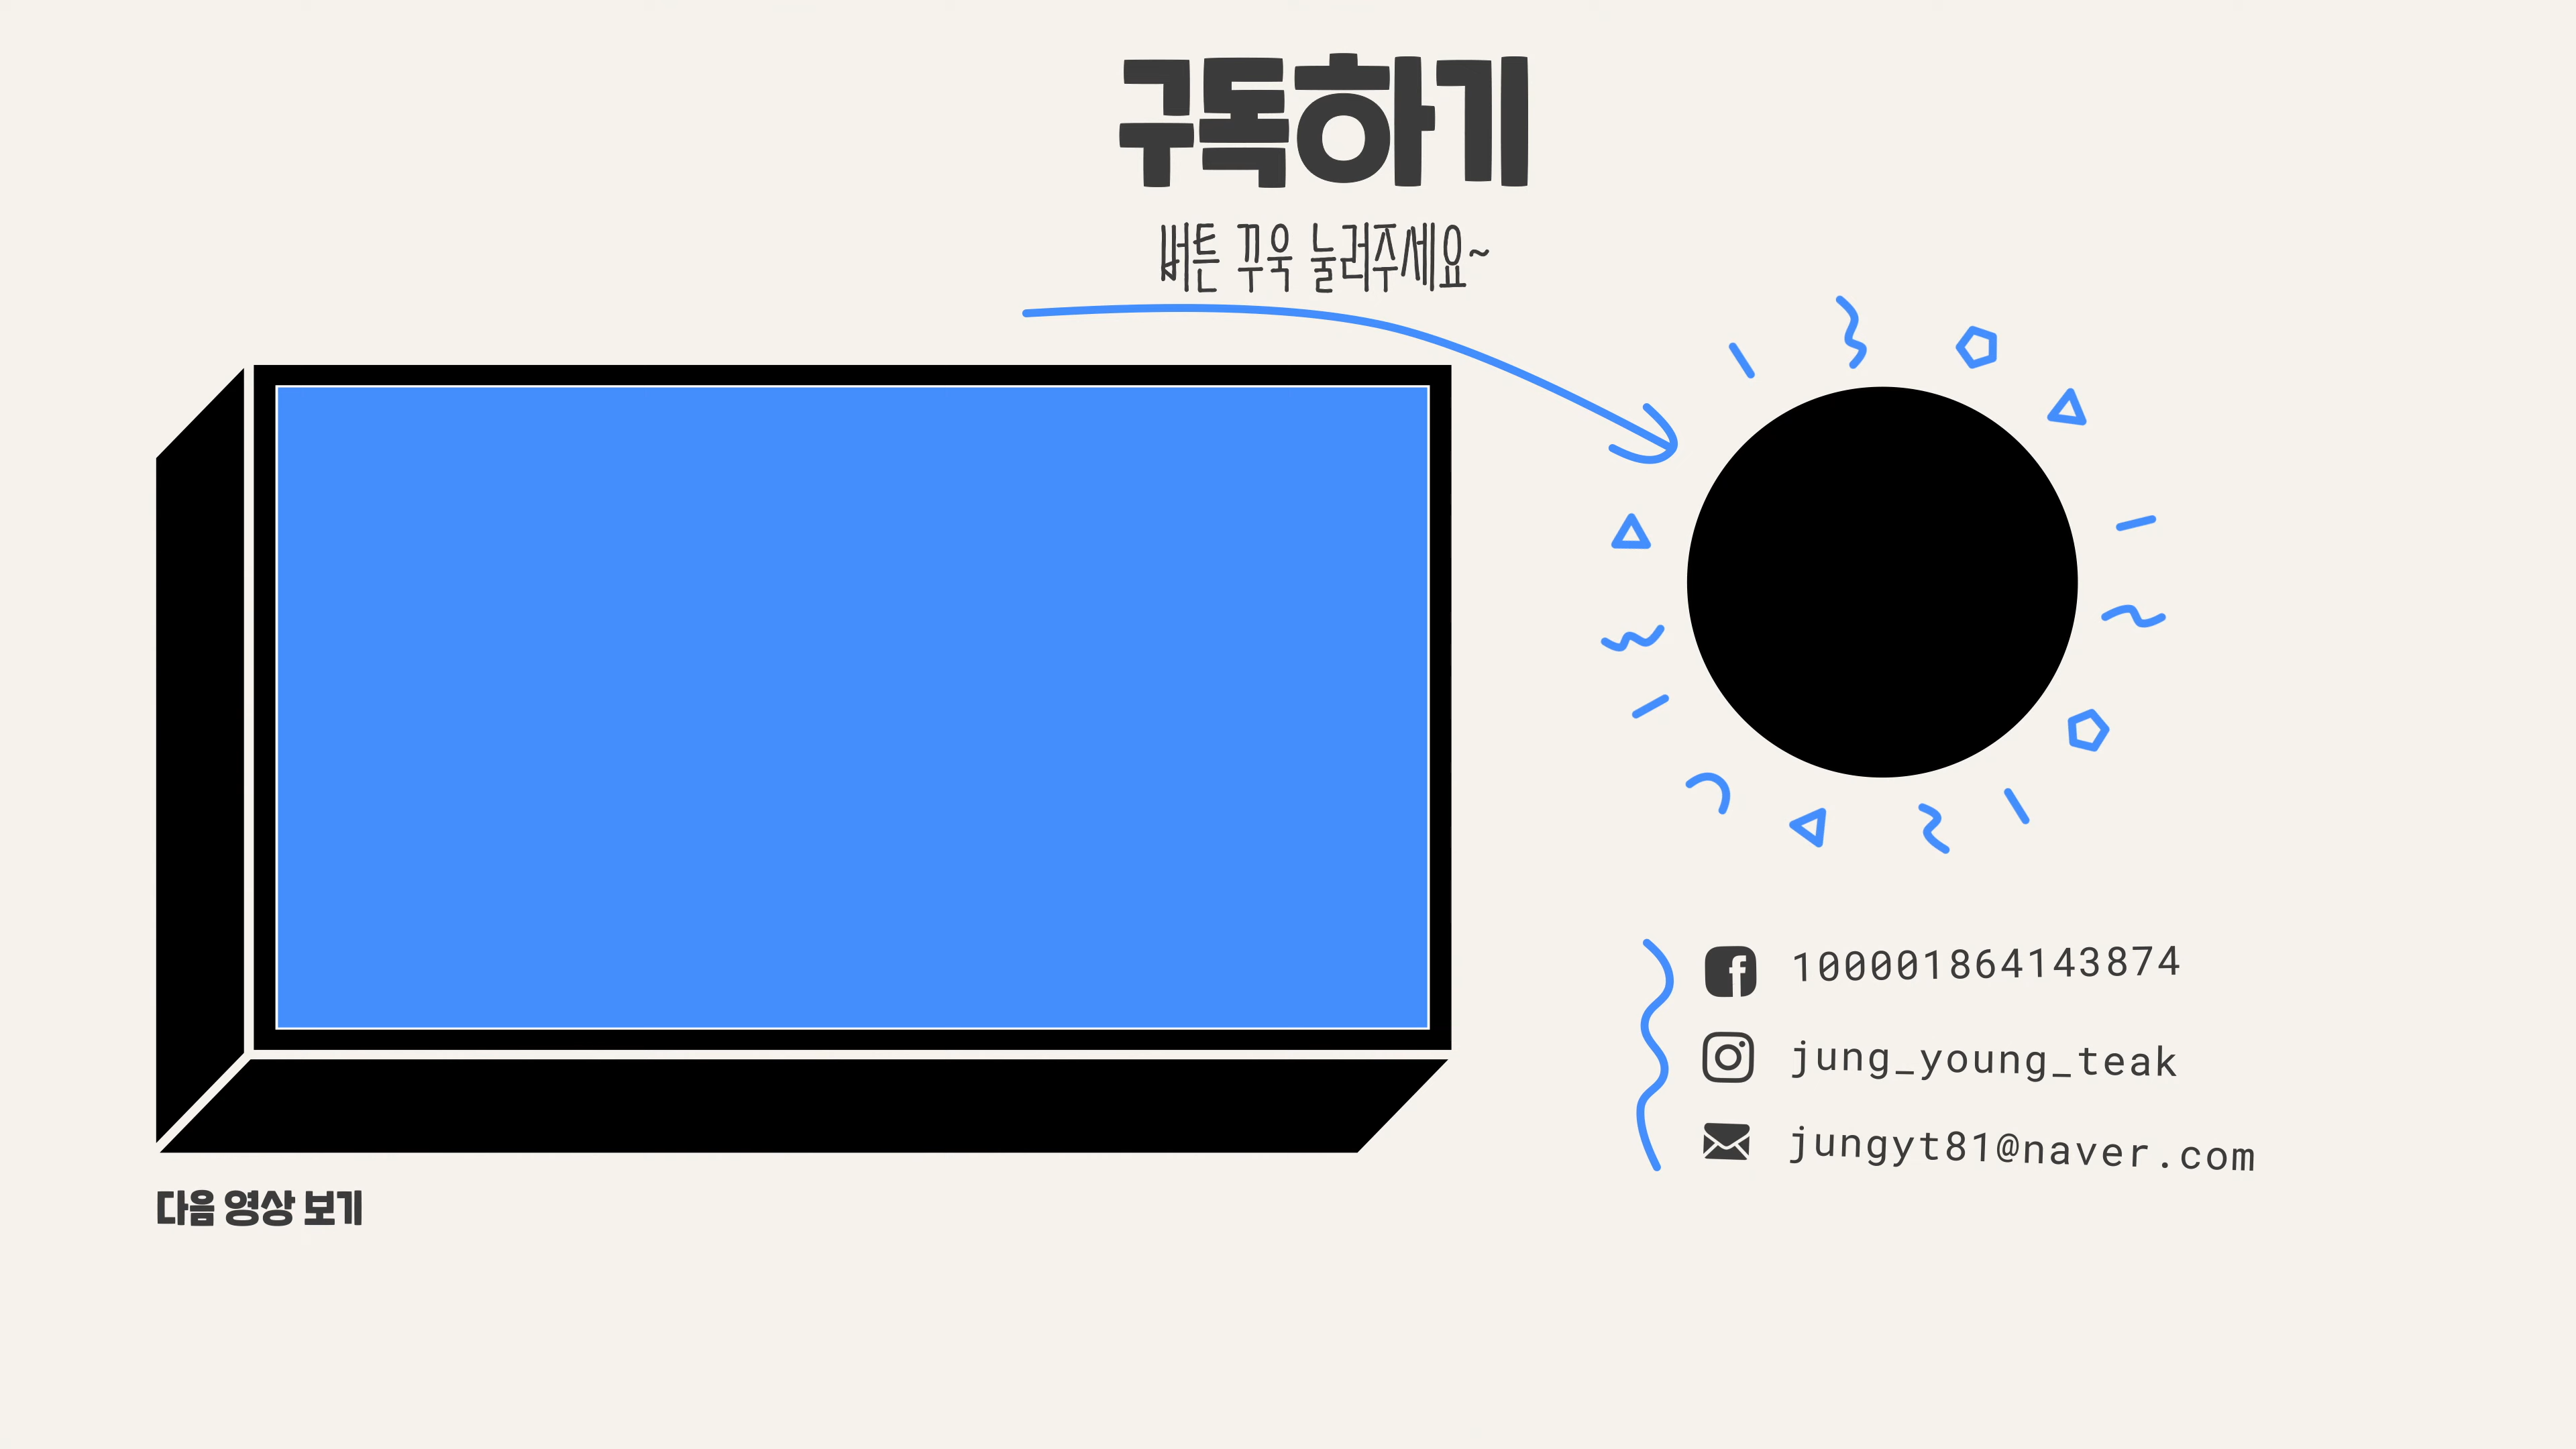 구독하기
버튼 꾸욱 눌러주세요~
100001864143874
jung_young_teak
jungyt81@naver.com
다음 영상 보기